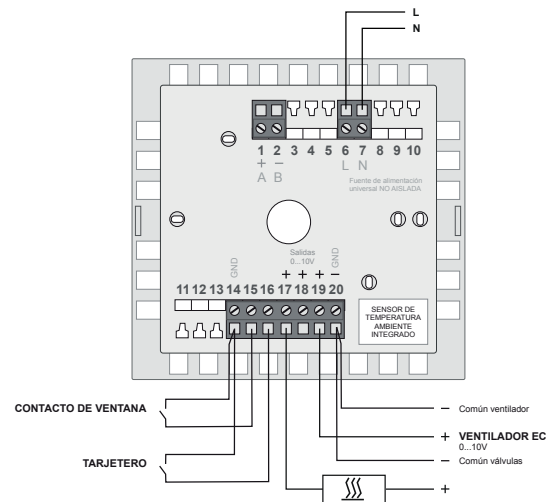 L
N
1 2 3 4 5 6 7 8 9 10
+ − L N
A B
Fuente de alimentación
universal NO AISLADA
Salidas
0...10V
GND
GND
+ + + −
11 12 13 14 15 16 17 18 19 20
SENSOR DE
TEMPERATURA
AMBIENTE
INTEGRADO
CONTACTO DE VENTANA
− Común ventilador
+ VENTILADOR EC
0...10V
− Común válvulas
TARJETERO
+